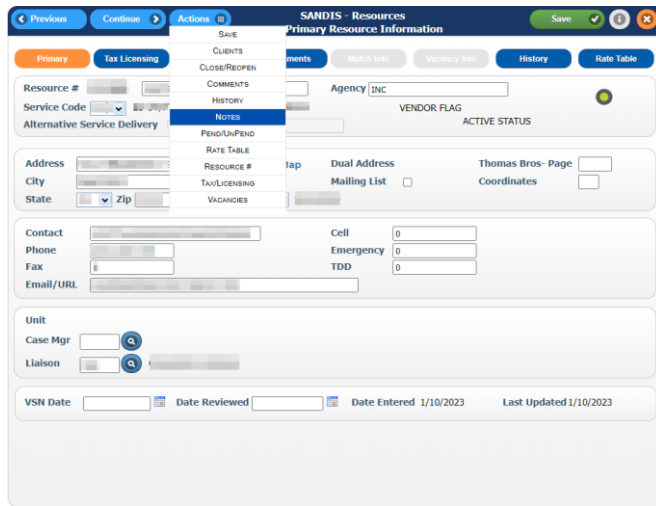 Previous Continue Actions SANDIS - Resources Save
Primary Resource Information
SAVE
CLIENTS
CLOSE/REOPEN
COMMENTS
HISTORY
NOTES
PEND/UNPEND
RATE TABLE
RESOURCE #
TAX/LICENSING
VACANCIES
Primary Tax Licensing ments Match Info Vacancy Info History Rate Table
Resource # Agency INC
Service Code VENDOR FLAG
Alternative Service Delivery ACTIVE STATUS
Address Map Dual Address Thomas Bros- Page
City Mailing List Coordinates
State Zip
Contact Cell 0
Phone Emergency 0
Fax TDD 0
Email/URL
Unit
Case Mgr
Liaison
VSN Date Date Reviewed Date Entered 1/10/2023 Last Updated 1/10/2023